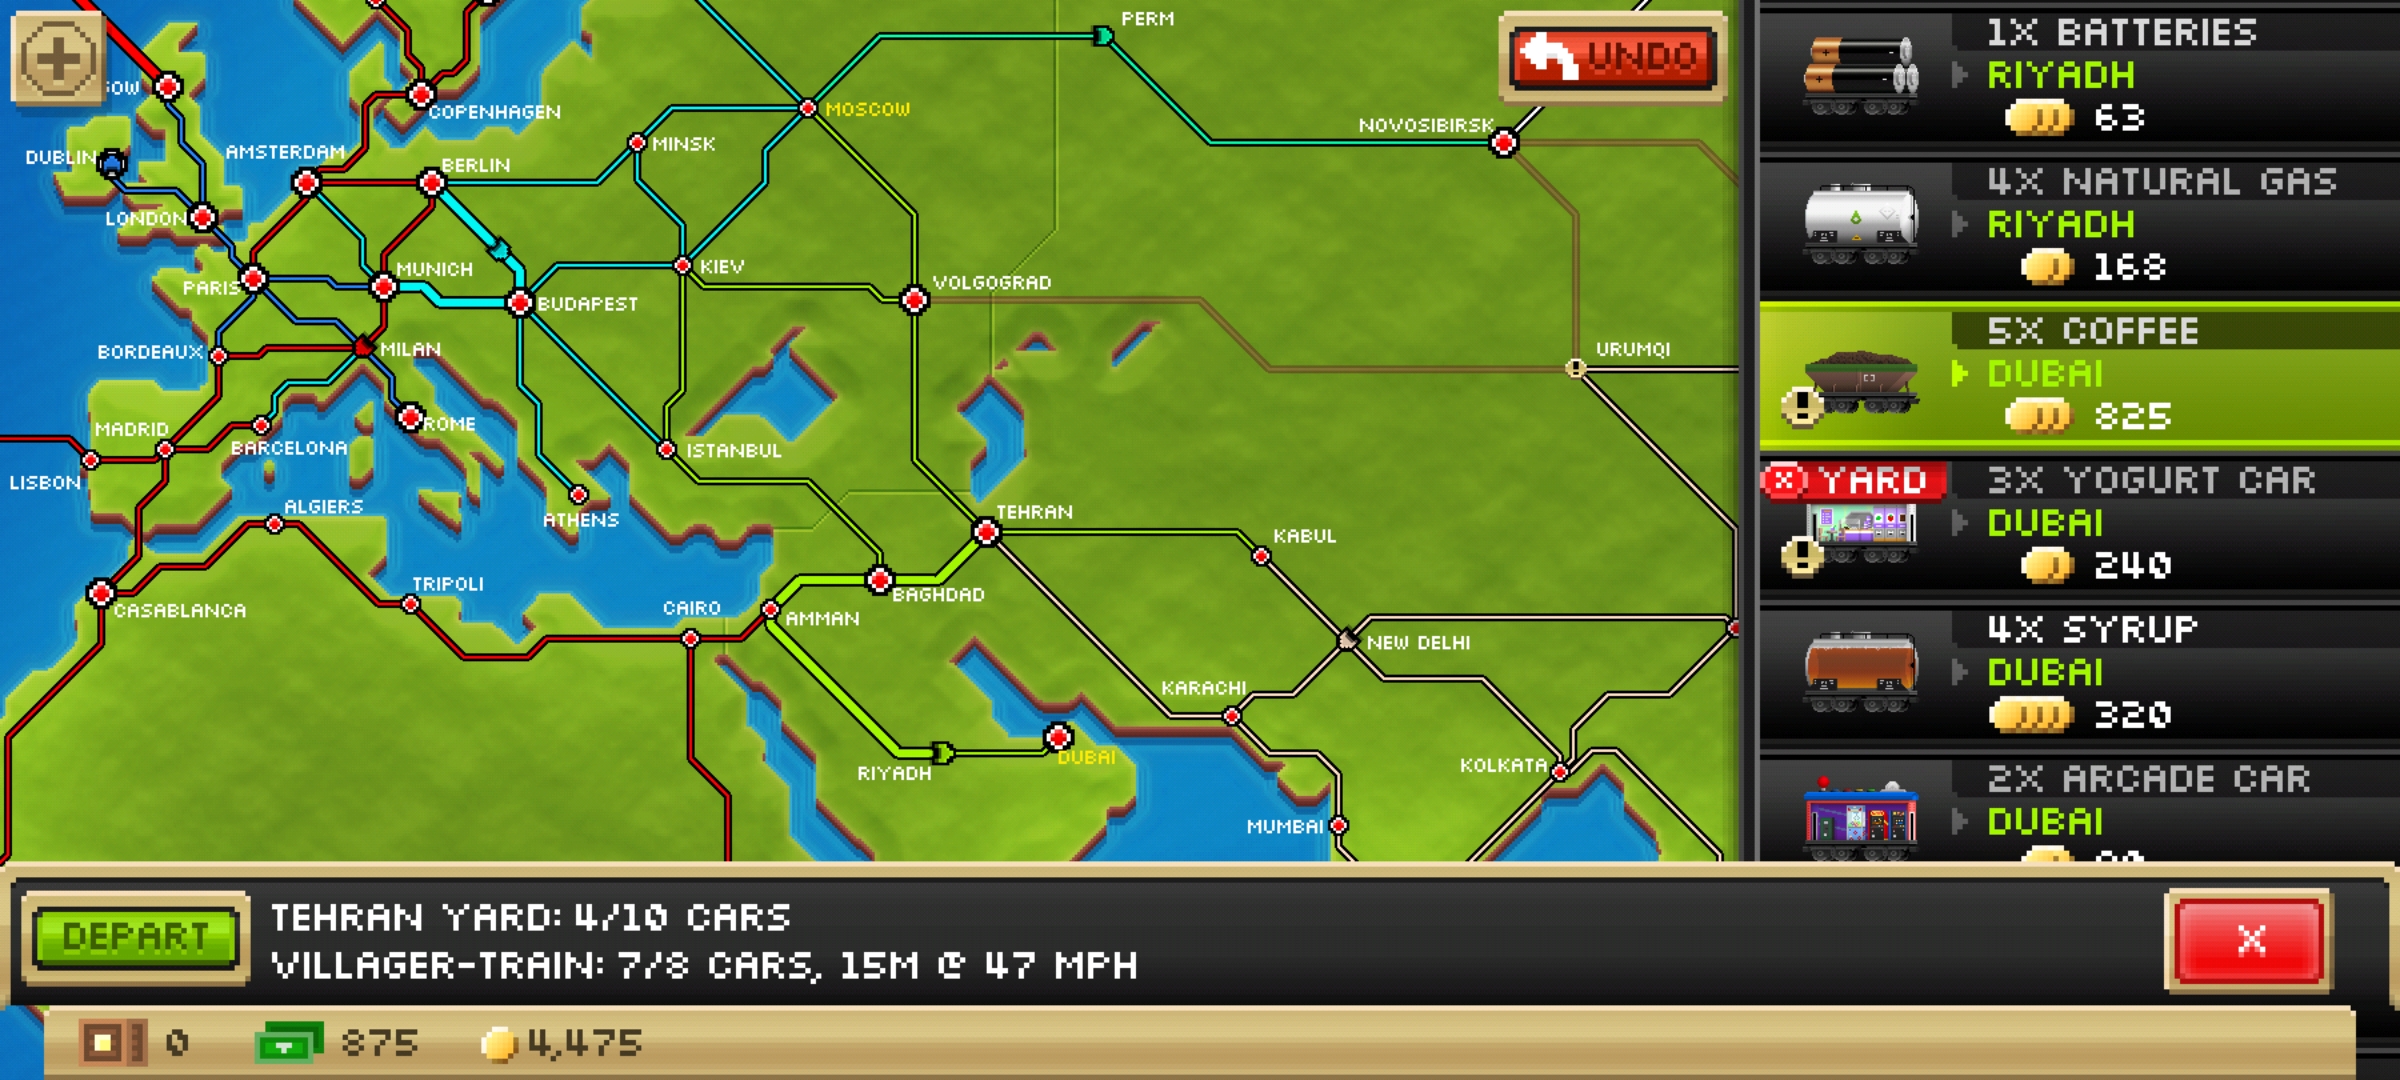 PERM
UNDO
OW
COPENHAGEN
MOSCOW
NOVOSIBIRSK
MINSK
DUBLIN
AMSTERDAM
BERLIN
LONDON
MUNICH
KIEV
PARIS
BUDAPEST
VOLGOGRAD
BORDEAUX
MILAN
URUMQI
MADRID
ROME
BARCELONA
ISTANBUL
LISBON
ALGIERS
ATHENS
TEHRAN
KABUL
TRIPOLI
CASABLANCA
CAIRO
BAGHDAD
AMMAN
NEW DELHI
KARACHI
RIYADH
DUBAI
KOLKATA
MUMBAI
1X BATTERIES
RIYADH
63
4X NATURAL GAS
RIYADH
168
5X COFFEE
DUBAI
825
YARD
3X YOGURT CAR
DUBAI
240
4X SYRUP
DUBAI
320
2X ARCADE CAR
DUBAI
DEPART
TEHRAN YARD: 4/10 CARS
VILLAGER-TRAIN: 7/8 CARS, 15M @ 47 MPH
X
0
875
4,475